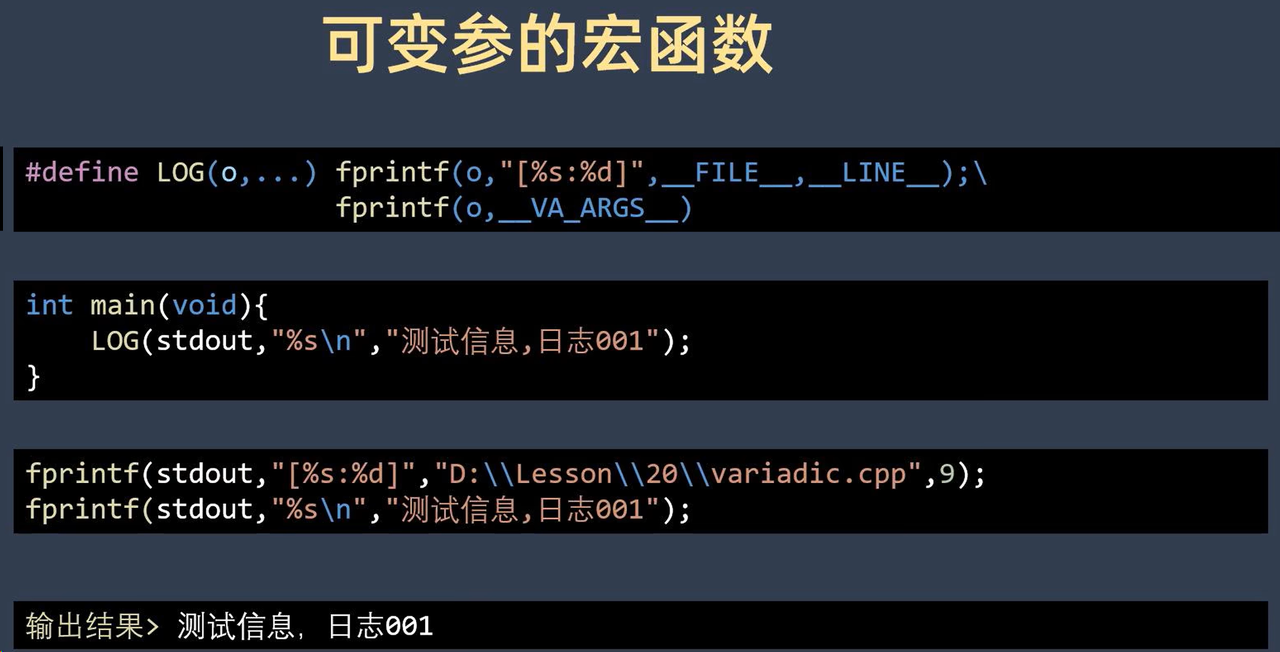 可变参的宏函数
#define LOG(o,...) fprintf(o,"[%s:%d]",__FILE__,__LINE__);\
fprintf(o,__VA_ARGS__)
int main(void){
LOG(stdout,"%s\n","测试信息,日志001");
}
fprintf(stdout,"[%s:%d]","D:\\Lesson\\20\\variadic.cpp",9);
fprintf(stdout,"%s\n","测试信息,日志001");
输出结果> 测试信息, 日志001